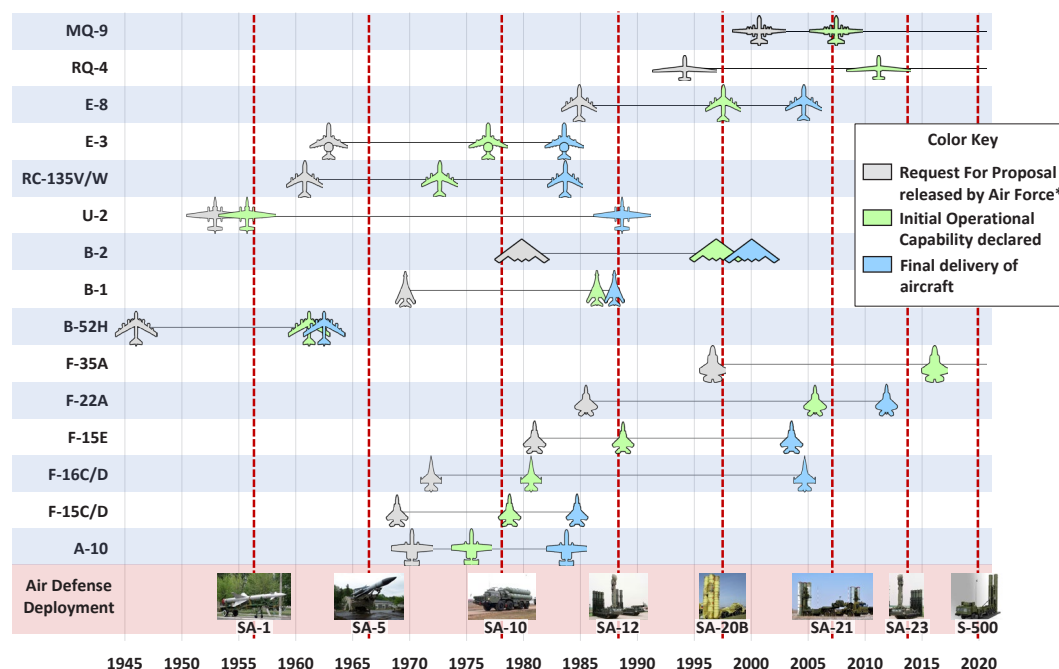 MQ-9
RQ-4
E-8
E-3
RC-135V/W
U-2
B-2
B-1
B-52H
F-35A
F-22A
F-15E
F-16C/D
F-15C/D
A-10
Color Key
Request For Proposal
released by Air Force*
Initial Operational
Capability declared
Final delivery of
aircraft
Air Defense
Deployment
SA-1
SA-5
SA-10
SA-12
SA-20B
SA-21
SA-23
S-500
1945
1950
1955
1960
1965
1970
1975
1980
1985
1990
1995
2000
2005
2010
2015
2020